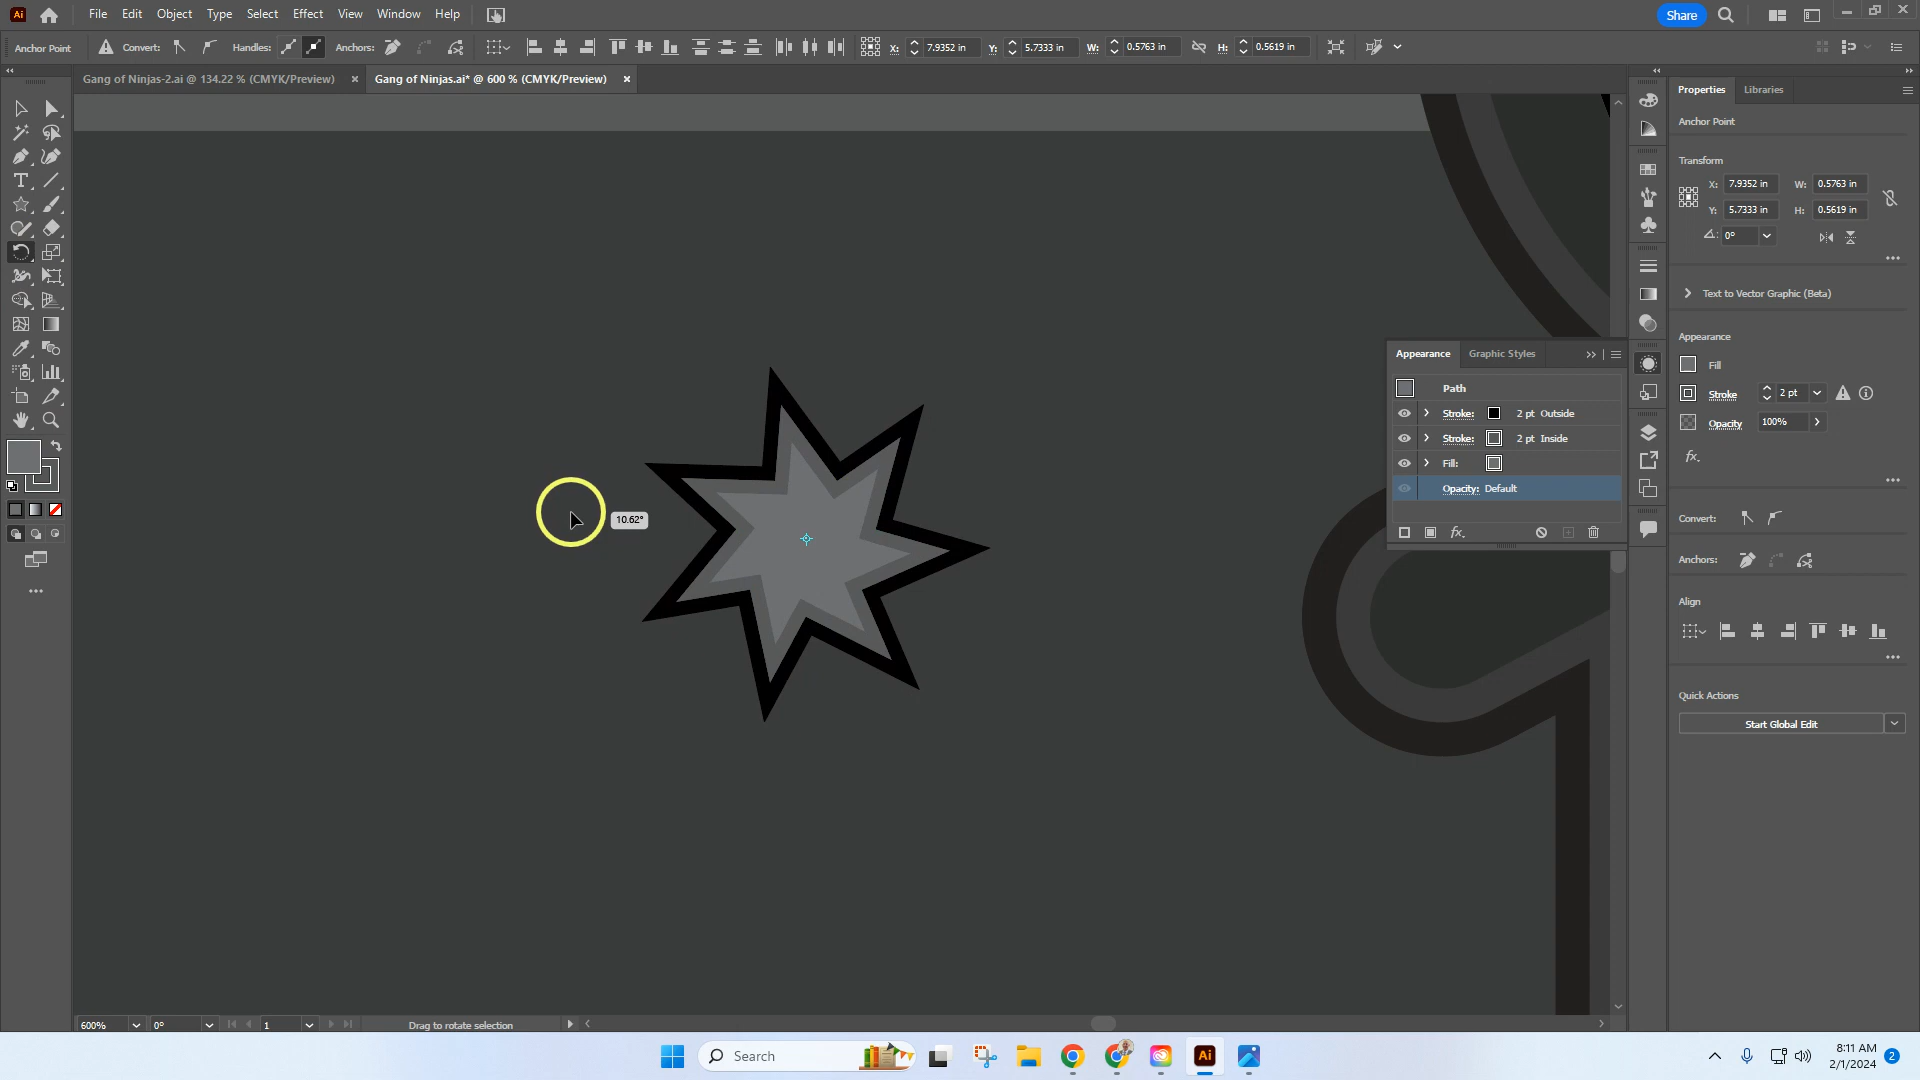 Ai File Edit Object Type Select Effect View Window Help Share
Anchor Point Convert: Handles: Anchors: X: 7.9352 in Y: 5.7333 in W: 0.5763 in H: 0.5619 in
Gang of Ninjas-2.ai @ 134.22 % (CMYK/Preview) × Gang of Ninjas.ai* @ 600 % (CMYK/Preview) ×
Properties Libraries
Anchor Point
Transform
X: 7.9352 in W: 0.5763 in
Y: 5.7333 in H: 0.5619 in
0°
Text to Vector Graphic (Beta)
Appearance
Fill
Stroke 2 pt
Opacity 100%
fx.
Convert:
Anchors:
Align
Quick Actions
Start Global Edit
Appearance Graphic Styles
Path
Stroke: 2 pt Outside
Stroke: 2 pt Inside
Fill:
Opacity: Default
fx.
10.62°
600% 0° 1 Drag to rotate selection
Search Ai 8:11 AM
2/1/2024 2